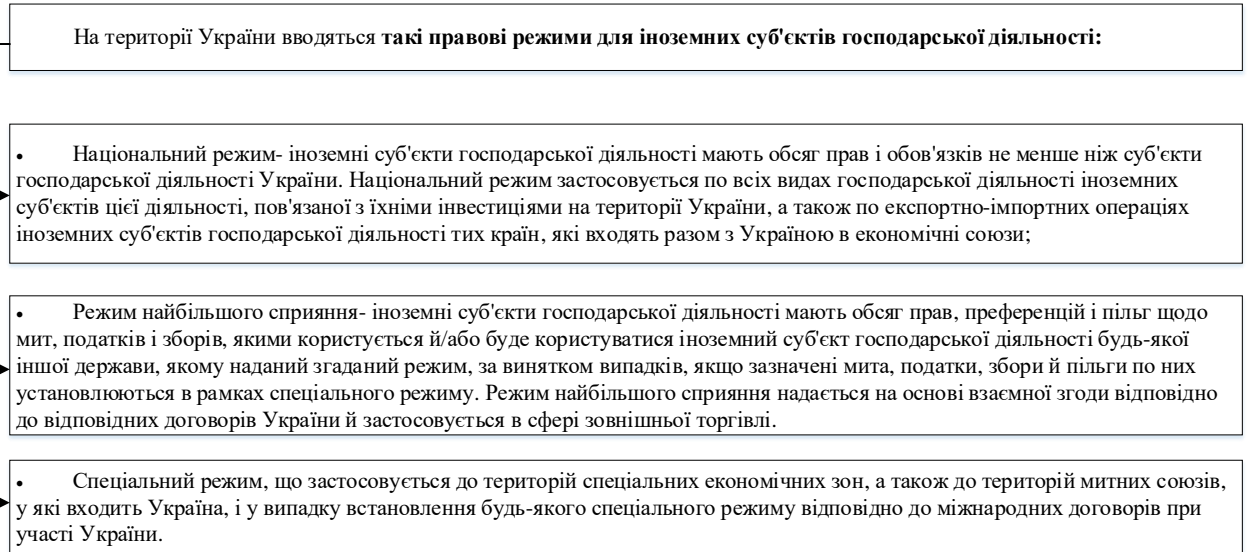 На території України вводяться такі правові режими для іноземних суб'єктів господарської діяльності:
• Національний режим- іноземні суб'єкти господарської діяльності мають обсяг прав і обов'язків не менше ніж суб'єкти
господарської діяльності України. Національний режим застосовується по всіх видах господарської діяльності іноземних
суб'єктів цієї діяльності, пов'язаної з їхніми інвестиціями на території України, а також по експортно-імпортних операціях
іноземних суб'єктів господарської діяльності тих країн, які входять разом з Україною в економічні союзи;
• Режим найбільшого сприяння- іноземні суб'єкти господарської діяльності мають обсяг прав, преференцій і пільг щодо
мит, податків і зборів, якими користується й/або буде користуватися іноземний суб'єкт господарської діяльності будь-якої
іншої держави, якому наданий згаданий режим, за винятком випадків, якщо зазначені мита, податки, збори й пільги по них
установлюються в рамках спеціального режиму. Режим найбільшого сприяння надається на основі взаємної згоди відповідно
до відповідних договорів України й застосовується в сфері зовнішньої торгівлі.
• Спеціальний режим, що застосовується до територій спеціальних економічних зон, а також до територій митних союзів,
у які входить Україна, і у випадку встановлення будь-якого спеціального режиму відповідно до міжнародних договорів при
участі України.